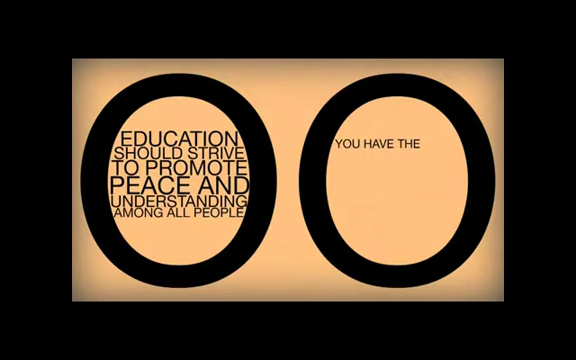 EDUCATION
SHOULD STRIVE
TO PROMOTE
PEACE AND
UNDERSTANDING
AMONG ALL PEOPLE
YOU HAVE THE